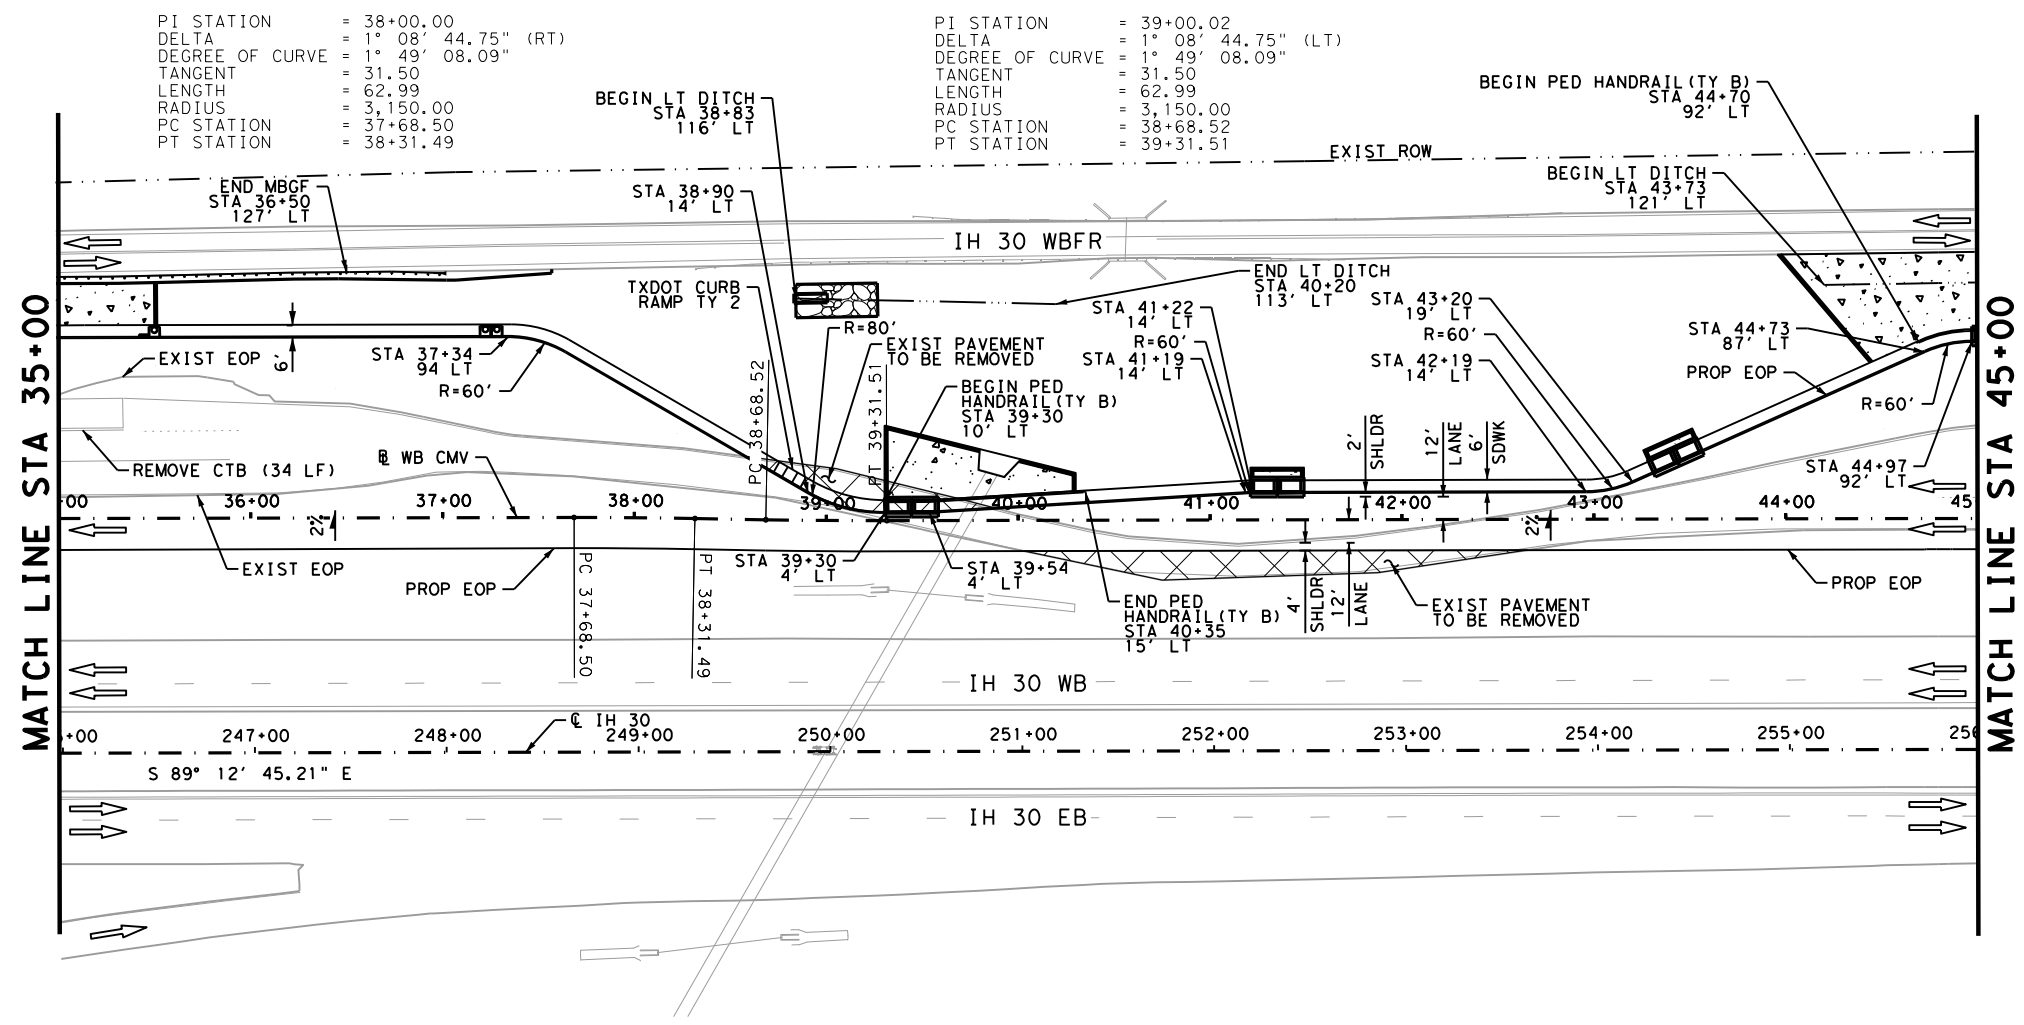 PI STATION = 38+00.00
DELTA = 1° 08' 44.75" (RT)
DEGREE OF CURVE = 1° 49' 08.09"
TANGENT = 31.50
LENGTH = 62.99
RADIUS = 3,150.00
PC STATION = 37+68.50
PT STATION = 38+31.49
PI STATION = 39+00.02
DELTA = 1° 08' 44.75" (LT)
DEGREE OF CURVE = 1° 49' 08.09"
TANGENT = 31.50
LENGTH = 62.99
RADIUS = 3,150.00
PC STATION = 38+68.52
PT STATION = 39+31.51
BEGIN LT DITCH
STA 38+83
116' LT
BEGIN PED HANDRAIL(TY B)
STA 44+70
92' LT
EXIST ROW
END MBGF
STA 36+50
127' LT
STA 38+90
14' LT
BEGIN LT DITCH
STA 43+73
121' LT
IH 30 WBFR
TXDOT CURB
RAMP TY 2
END LT DITCH
STA 40+20
113' LT
STA 41+22
14' LT
R=60'
STA 41+19
14' LT
STA 43+20
19' LT
R=60'
STA 42+19
14' LT
STA 44+73
87' LT
PROP EOP
R=60'
STA 44+97
92' LT
EXIST EOP
6'
STA 37+34
94 LT
R=60'
R=80'
EXIST PAVEMENT
TO BE REMOVED
BEGIN PED
HANDRAIL(TY B)
STA 39+30
10' LT
PC 38+68.52
PT 39+31.51
2'
SHLDR
12'
LANE
6'
SDWK
REMOVE CTB (34 LF)
BL WB CMV
00
36+00
37+00
38+00
39+00
40+00
41+00
42+00
43+00
44+00
45
2%
2%
EXIST EOP
PROP EOP
PC 37+68.50
PT 38+31.49
STA 39+30
4' LT
STA 39+54
4' LT
END PED
HANDRAIL(TY B)
STA 40+35
15' LT
4'
SHLDR
12'
LANE
EXIST PAVEMENT
TO BE REMOVED
PROP EOP
IH 30 WB
CL IH 30
+00
247+00
248+00
249+00
250+00
251+00
252+00
253+00
254+00
255+00
256
S 89° 12' 45.21" E
IH 30 EB
MATCH LINE STA 35+00
MATCH LINE STA 45+00